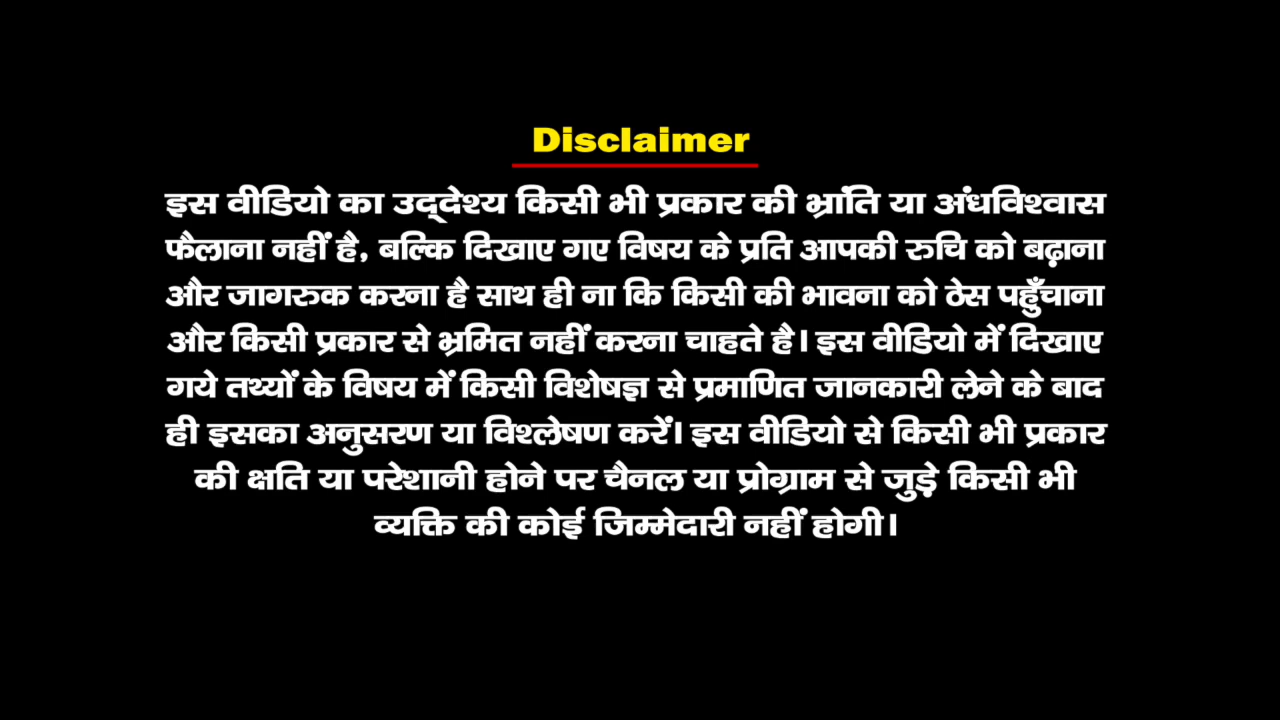 Disclaimer
इस वीडियो का उद्देश्य किसी भी प्रकार की भ्रांति या अंधविश्वास
फैलाना नहीं है, बल्कि दिखाए गए विषय के प्रति आपकी रुचि को बढ़ाना
और जागरुक करना है साथ ही ना कि किसी की भावना को ठेस पहुँचाना
और किसी प्रकार से भ्रमित नहीं करना चाहते है। इस वीडियो में दिखाए
गये तथ्यों के विषय में किसी विशेषज्ञ से प्रमाणित जानकारी लेने के बाद
ही इसका अनुसरण या विश्लेषण करें। इस वीडियो से किसी भी प्रकार
की क्षति या परेशानी होने पर चैनल या प्रोग्राम से जुड़े किसी भी
व्यक्ति की कोई जिम्मेदारी नहीं होगी।